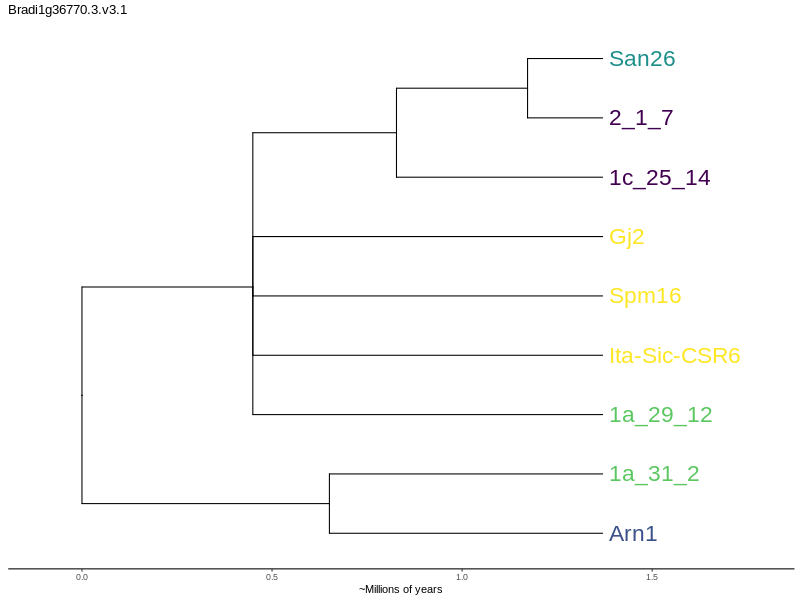 Bradi1g36770.3.v3.1
San26
2_1_7
1c_25_14
Gj2
Spm16
Ita-Sic-CSR6
1a_29_12
1a_31_2
Arn1
0.0 0.5 1.0 1.5
~Millions of years